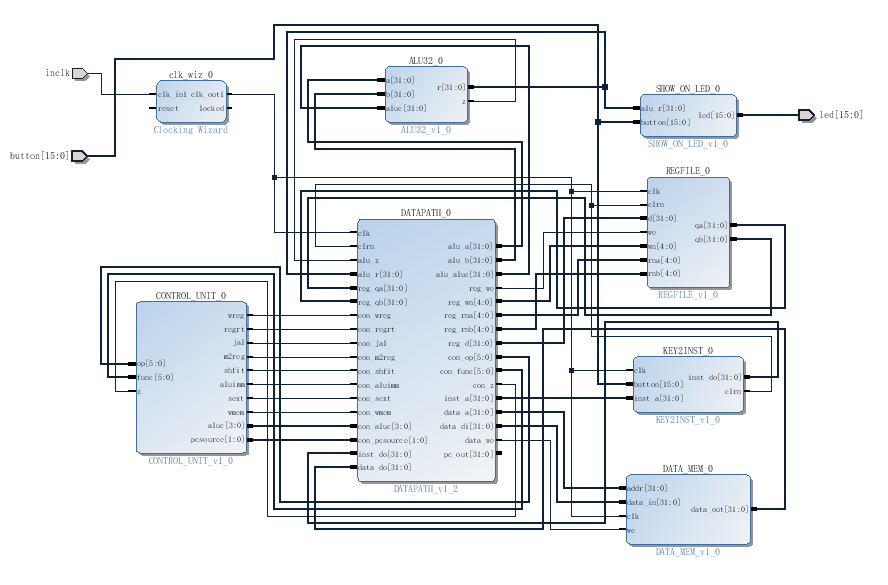 inclk
button[15:0]
clk_wiz_0
clk_in1 clk_out1
reset locked
Clocking Wizard
ALU32_0
a[31:0]
b[31:0]
aluc[31:0]
r[31:0]
z
ALU32_v1_0
SHOW_ON_LED_0
alu_r[31:0]
button[15:0]
led[15:0]
SHOW_ON_LED_v1_0
led[15:0]
REGFILE_0
clk
clrn
d[31:0]
we
wn[4:0]
rna[4:0]
rnb[4:0]
qa[31:0]
qb[31:0]
REGFILE_v1_0
DATAPATH_0
clk
clrn
alu_z
alu_r[31:0]
reg_qa[31:0]
reg_qb[31:0]
con_wreg
con_regrt
con_jal
con_m2reg
con_shfit
con_aluimm
con_sext
con_wmem
con_aluc[3:0]
con_pcsource[1:0]
inst_do[31:0]
data_do[31:0]
alu_a[31:0]
alu_b[31:0]
alu_aluc[31:0]
reg_we
reg_wn[4:0]
reg_rna[4:0]
reg_rnb[4:0]
reg_d[31:0]
con_op[5:0]
con_func[5:0]
con_z
inst_a[31:0]
data_a[31:0]
data_di[31:0]
data_we
pc_out[31:0]
DATAPATH_v1_2
CONTROL_UNIT_0
op[5:0]
func[5:0]
z
wreg
regrt
jal
m2reg
shfit
aluimm
sext
wmem
aluc[3:0]
pcsource[1:0]
CONTROL_UNIT_v1_0
KEY2INST_0
clk
button[15:0]
inst_a[31:0]
inst_do[31:0]
clrn
KEY2INST_v1_0
DATA_MEM_0
addr[31:0]
data_in[31:0]
clk
we
data_out[31:0]
DATA_MEM_v1_0